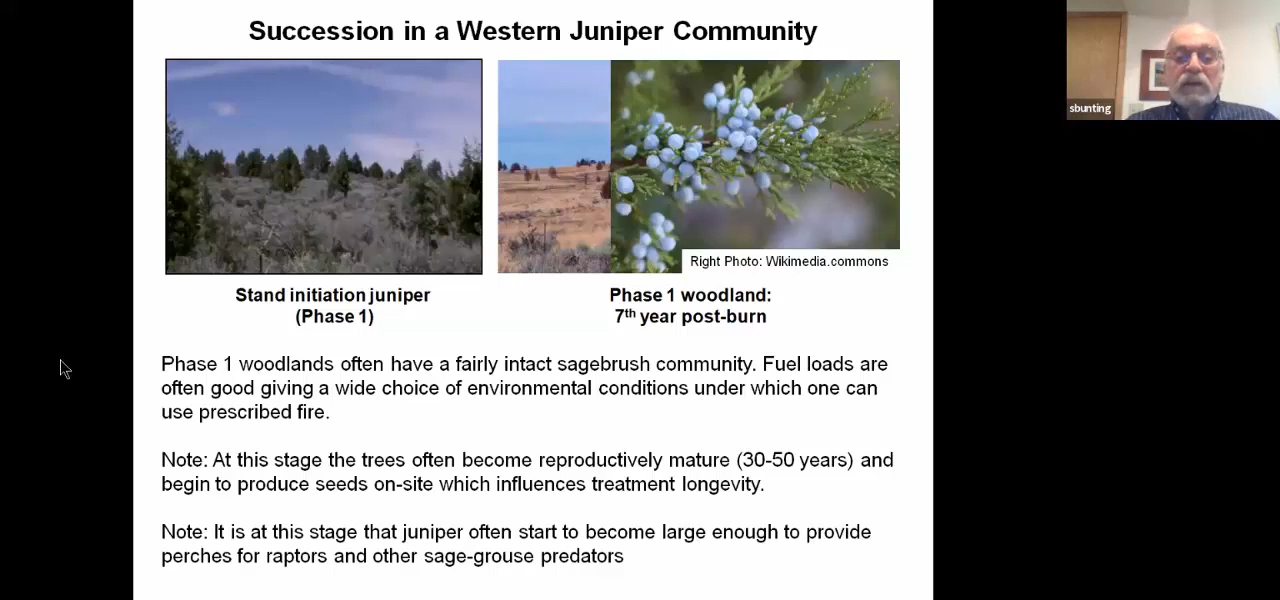 Succession in a Western Juniper Community
sbunting
Right Photo: Wikimedia.commons
Stand initiation juniper
(Phase 1)
Phase 1 woodland:
7th year post-burn
Phase 1 woodlands often have a fairly intact sagebrush community. Fuel loads are
often good giving a wide choice of environmental conditions under which one can
use prescribed fire.
Note: At this stage the trees often become reproductively mature (30-50 years) and
begin to produce seeds on-site which influences treatment longevity.
Note: It is at this stage that juniper often start to become large enough to provide
perches for raptors and other sage-grouse predators